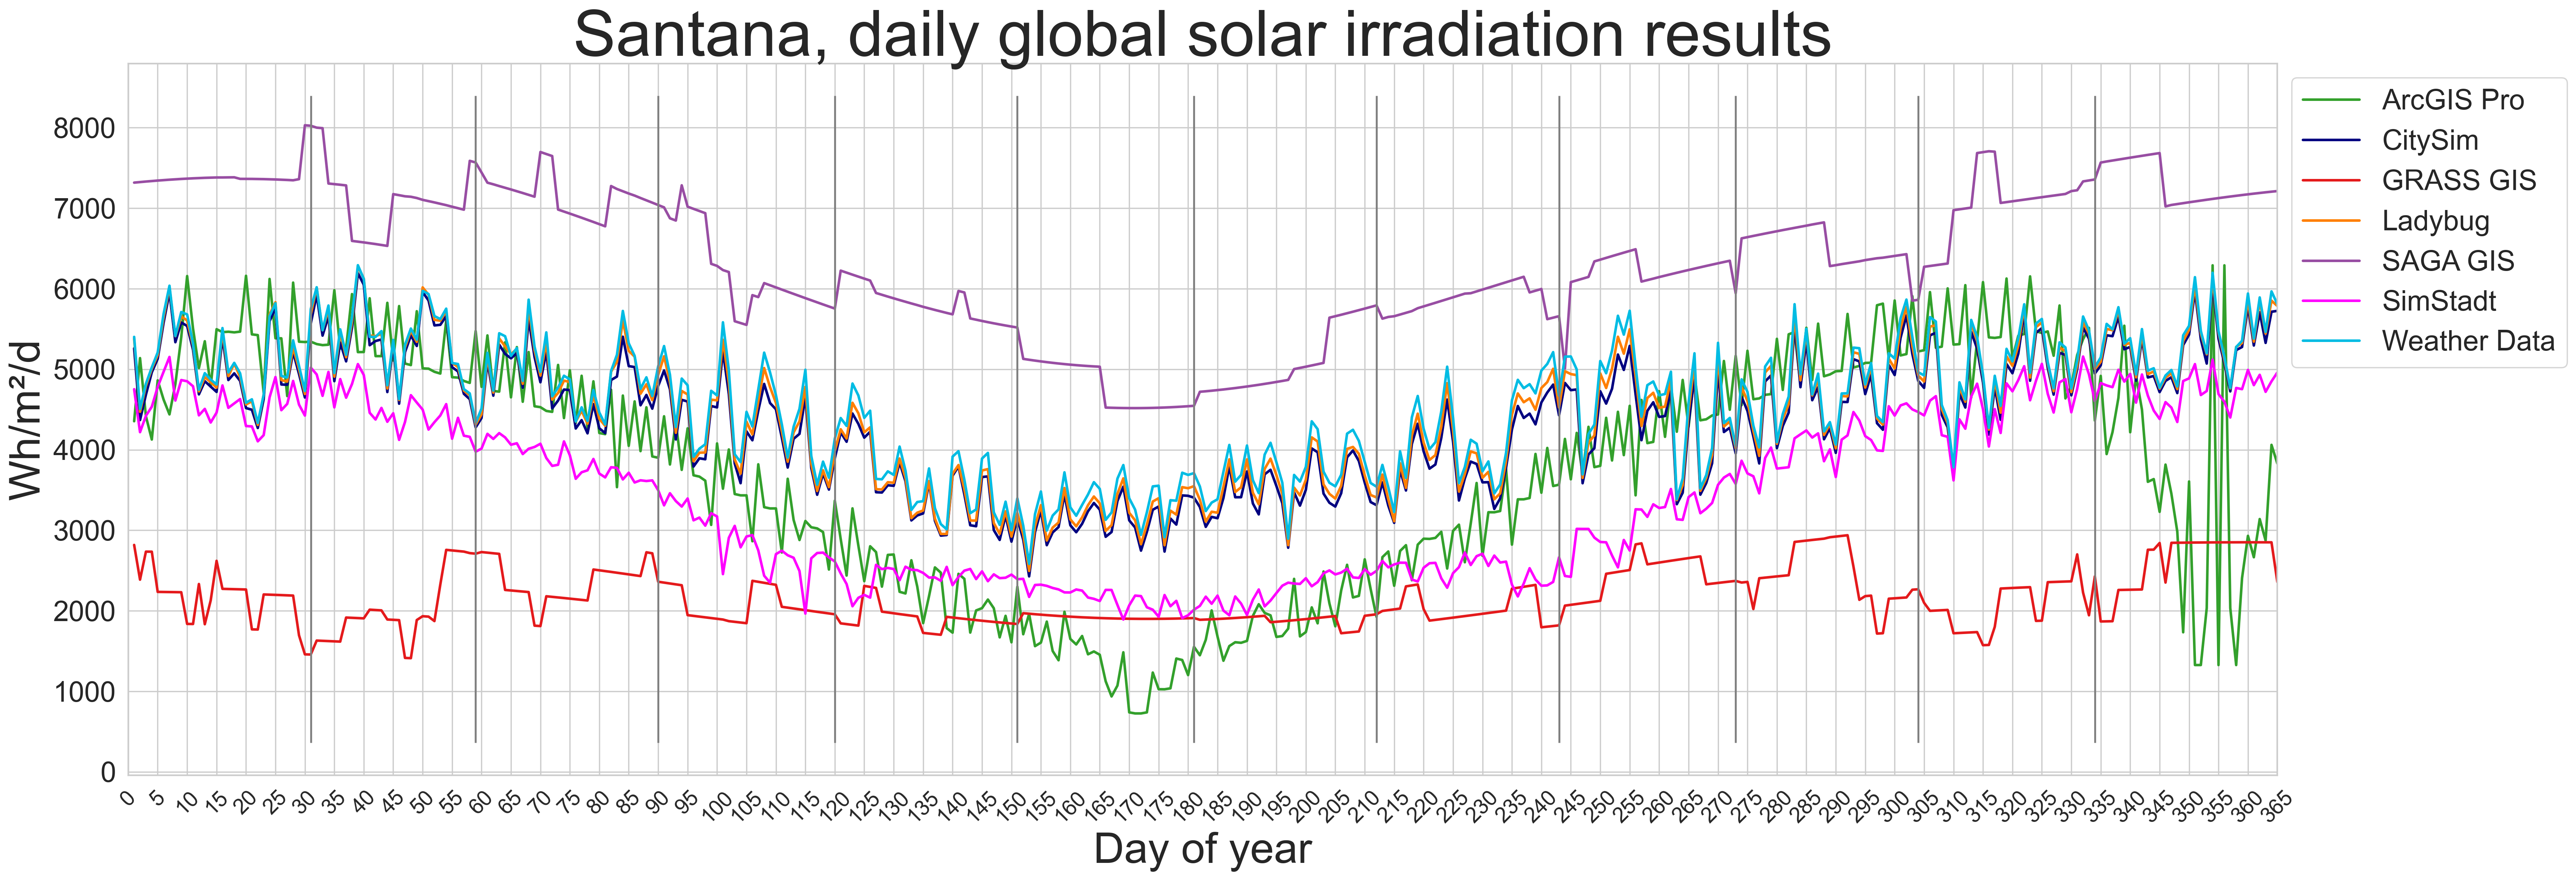 Santana, daily global solar irradiation results
ArcGIS Pro
CitySim
GRASS GIS
Ladybug
SAGA GIS
SimStadt
Weather Data
Wh/m²/d
8000
7000
6000
5000
4000
3000
2000
1000
0
0 5 10 15 20 25 30 35 40 45 50 55 60 65 70 75 80 85 90 95 100 105 110 115 120 125 130 135 140 145 150 155 160 165 170 175 180 185 190 195 200 205 210 215 220 225 230 235 240 245 250 255 260 265 270 275 280 285 290 295 300 305 310 315 320 325 330 335 340 345 350 355 360 365
Day of year